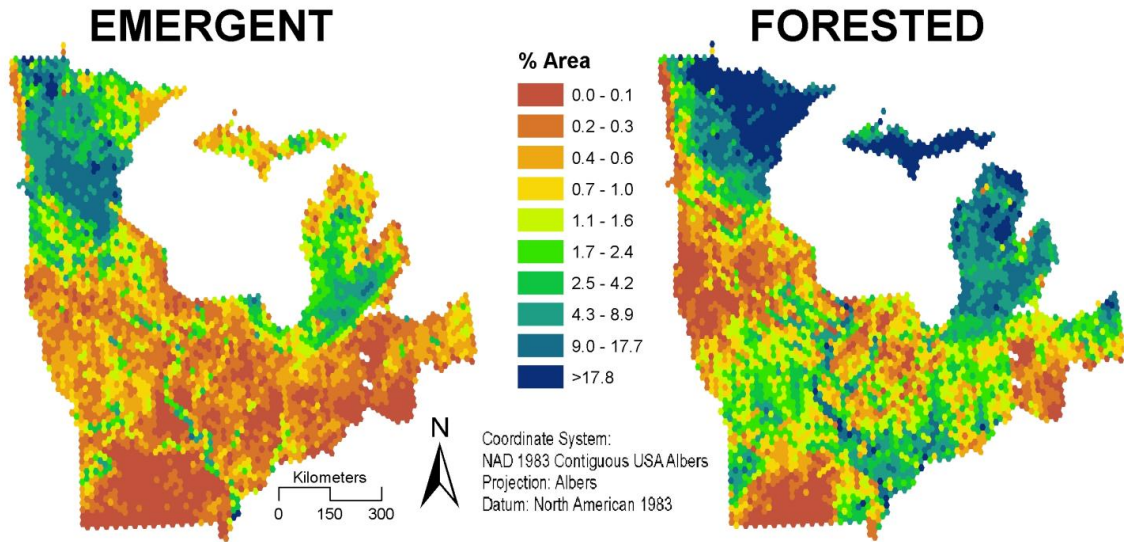 EMERGENT
FORESTED
% Area
0.0 - 0.1
0.2 - 0.3
0.4 - 0.6
0.7 - 1.0
1.1 - 1.6
1.7 - 2.4
2.5 - 4.2
4.3 - 8.9
9.0 - 17.7
>17.8
N
Kilometers
0 150 300
Coordinate System:
NAD 1983 Contiguous USA Albers
Projection: Albers
Datum: North American 1983